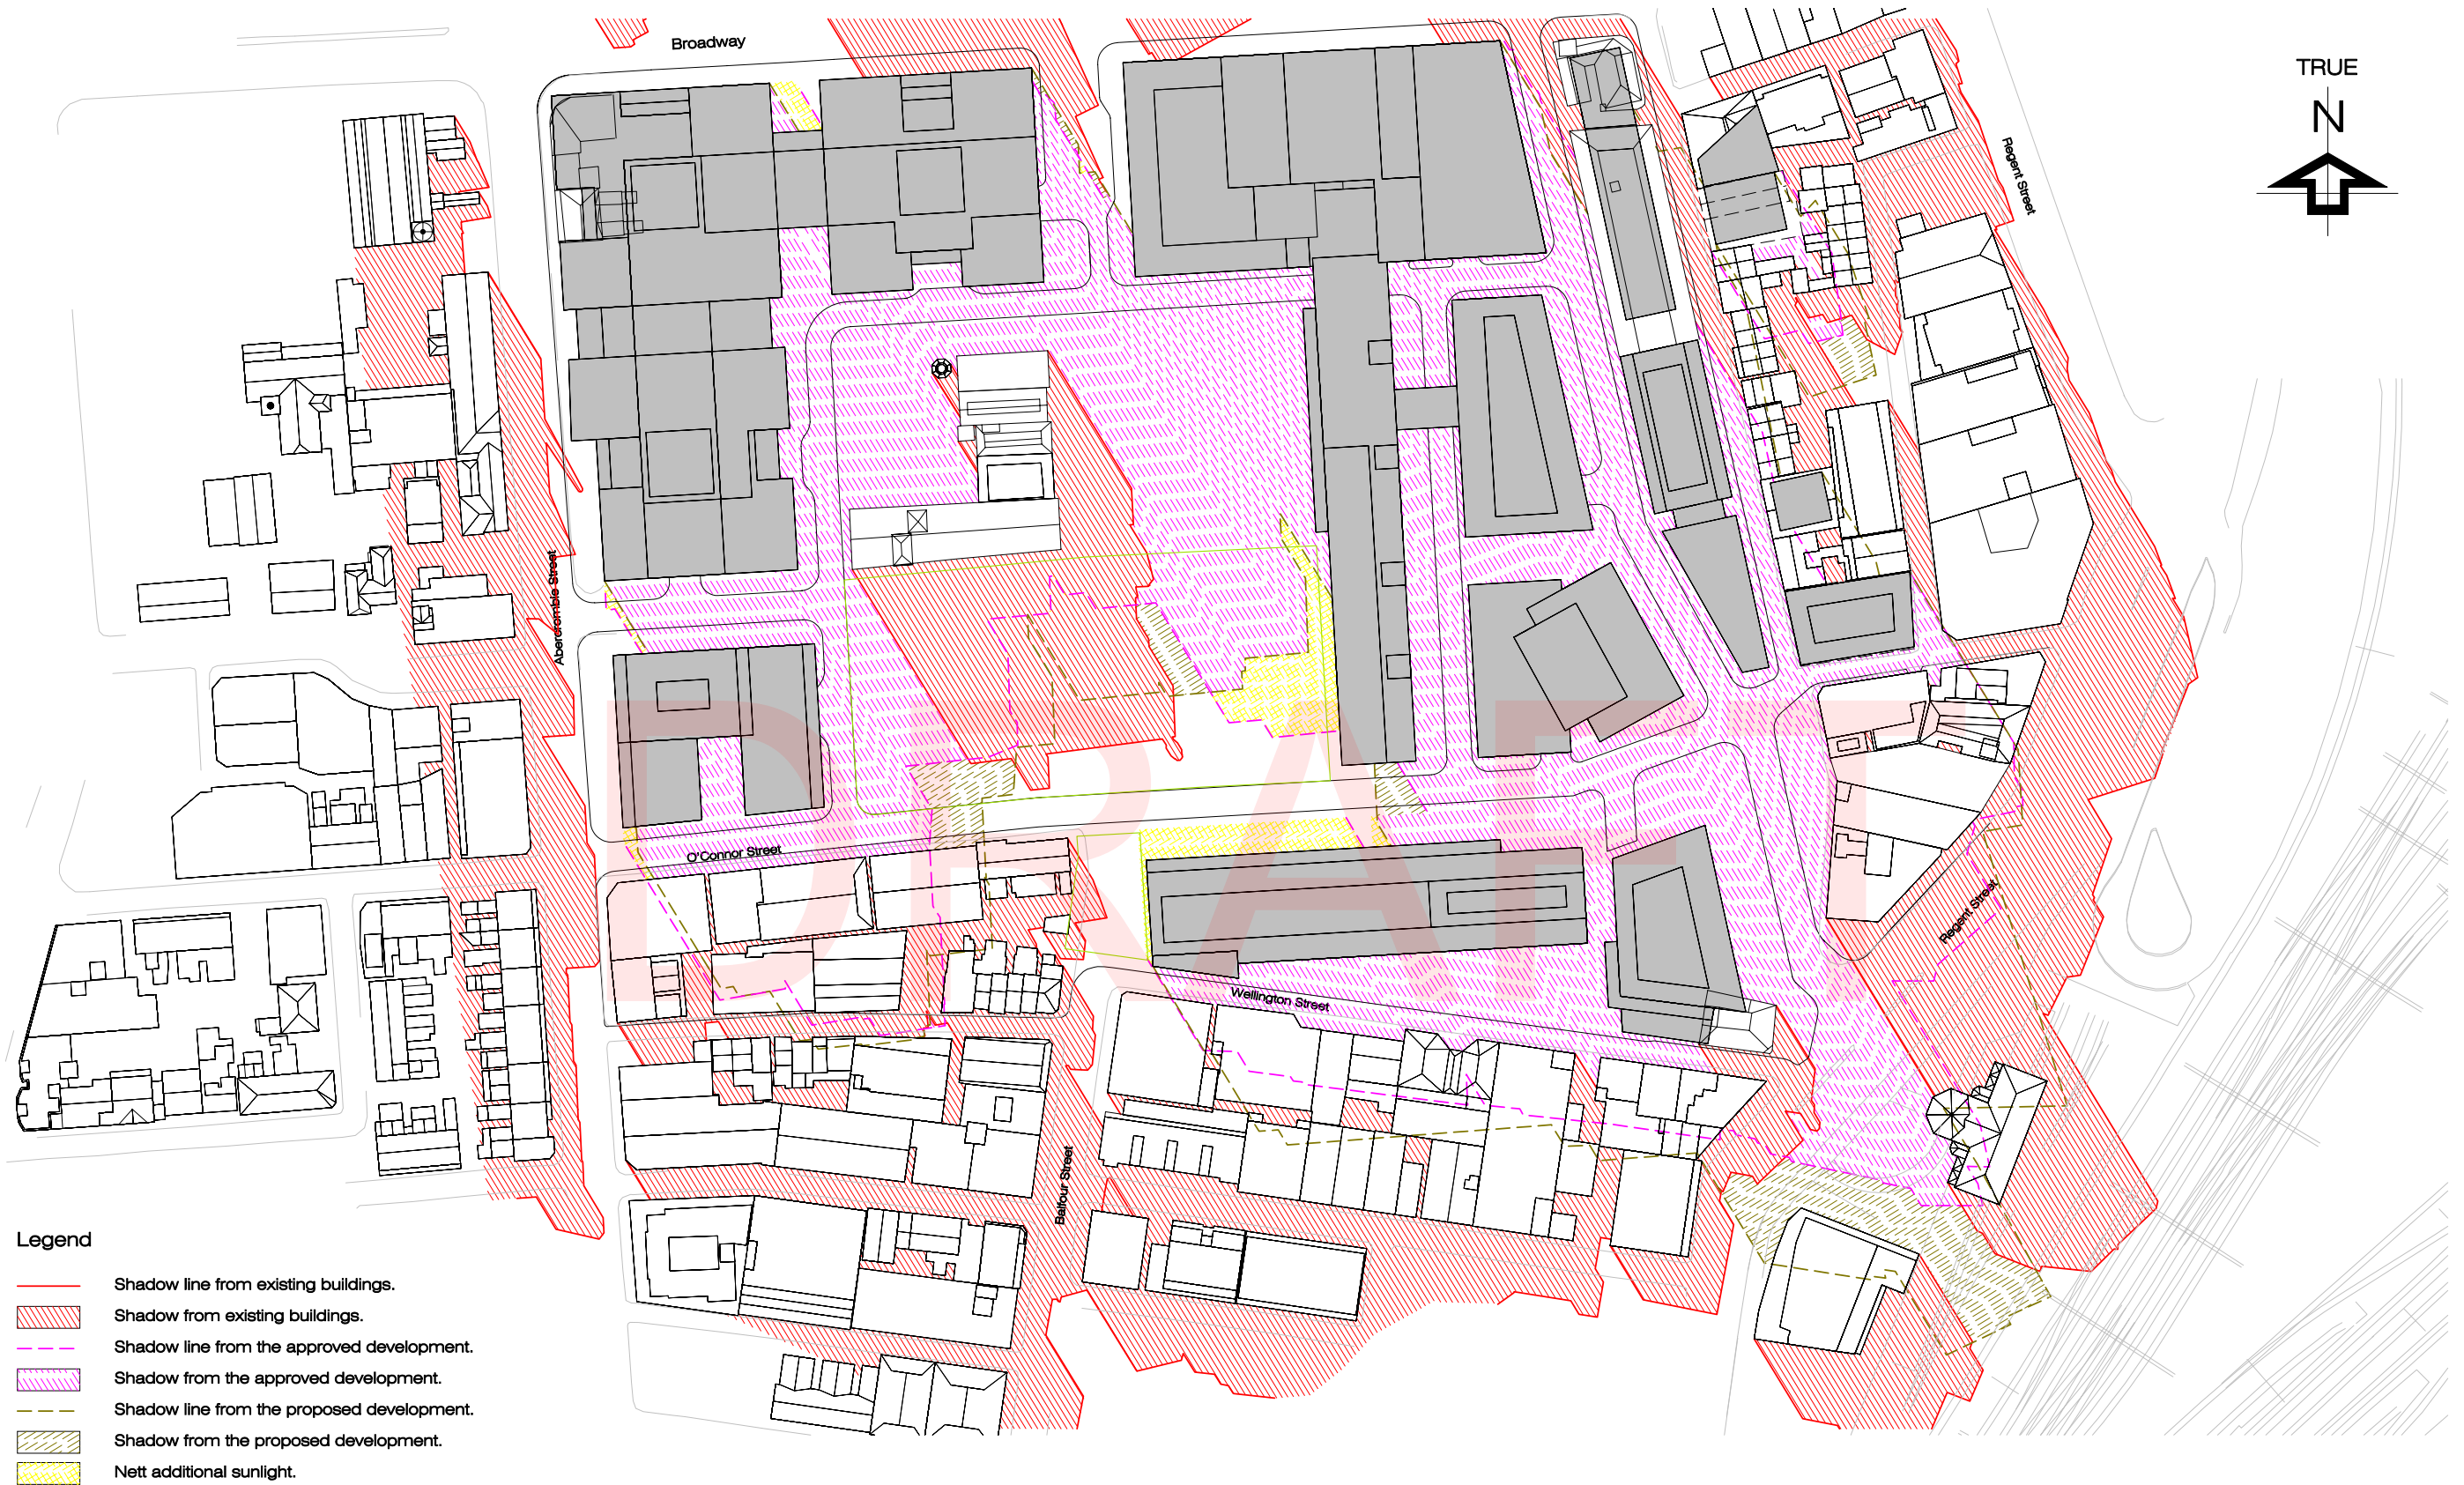 Broadway
TRUE
N
Regent Street
Abercrombie Street
DRAFT
O'Connor Street
Regent Street
Wellington Street
Balfour Street
Legend
Shadow line from existing buildings.
Shadow from existing buildings.
Shadow line from the approved development.
Shadow from the approved development.
Shadow line from the proposed development.
Shadow from the proposed development.
Nett additional sunlight.